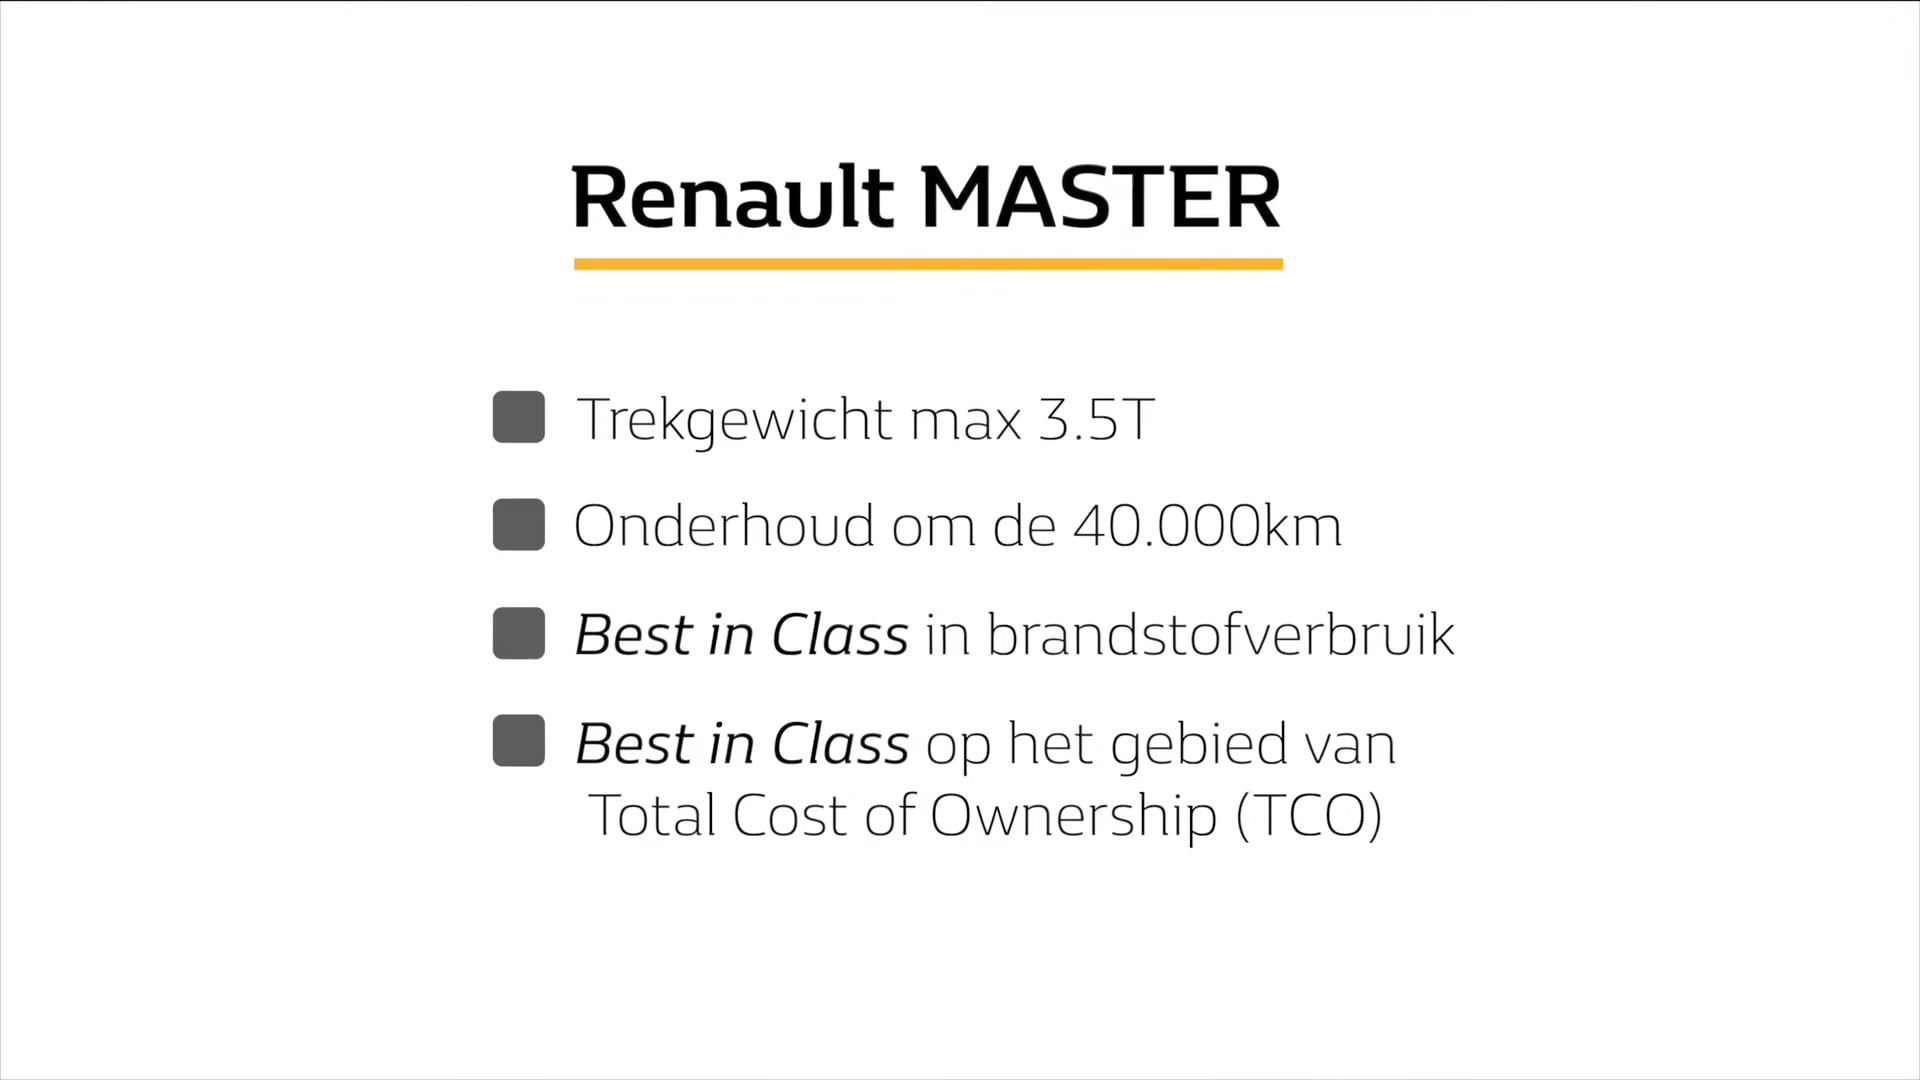 Renault MASTER
Trekgewicht max 3.5T
Onderhoud om de 40.000km
Best in Class in brandstofverbruik
Best in Class op het gebied van
Total Cost of Ownership (TCO)